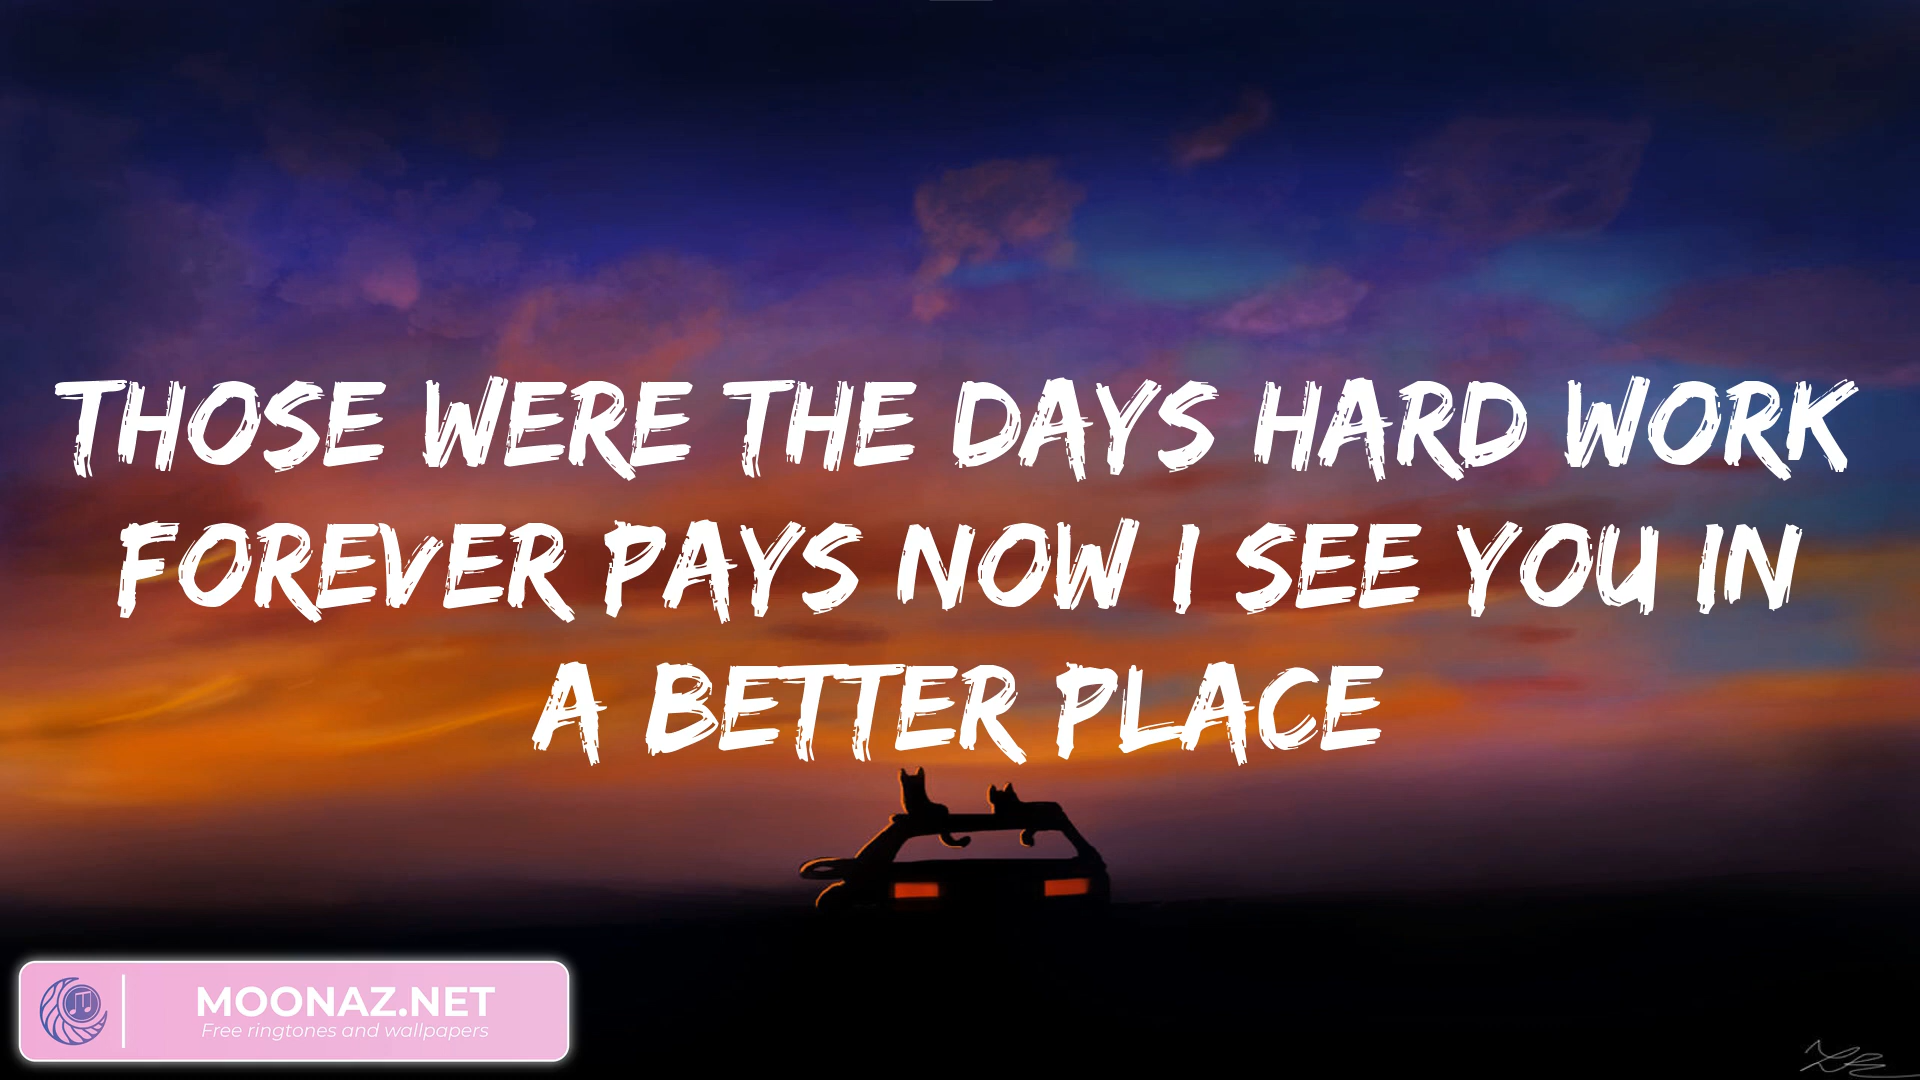 THOSE WERE THE DAYS HARD WORK
FOREVER PAYS NOW I SEE YOU IN
A BETTER PLACE
MOONAZ.NET
Free ringtones and wallpapers